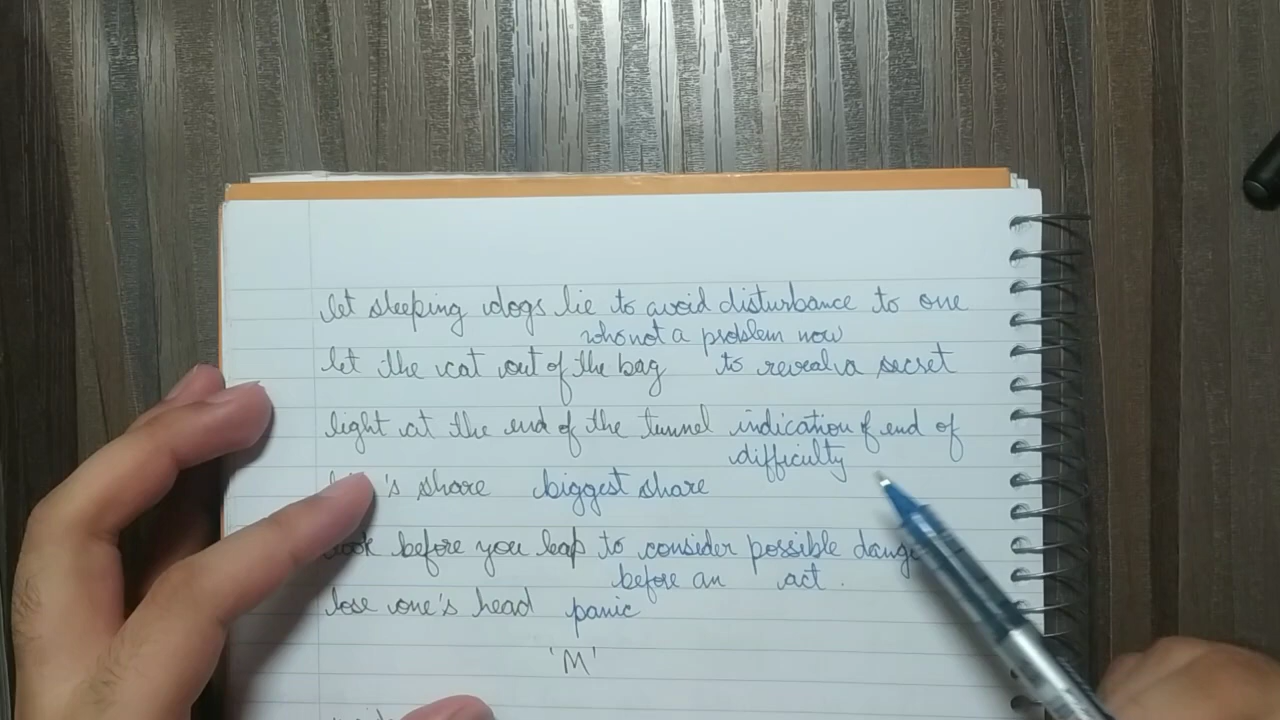 let sleeping dogs lie to avoid disturbance to one
who not a problem now
let the cat out of the bag to reveal a secret
light at the end of the tunnel indication of end of
difficulty
's share biggest share
before you leap to consider possible
before an act.
lose one's head panic
'M'